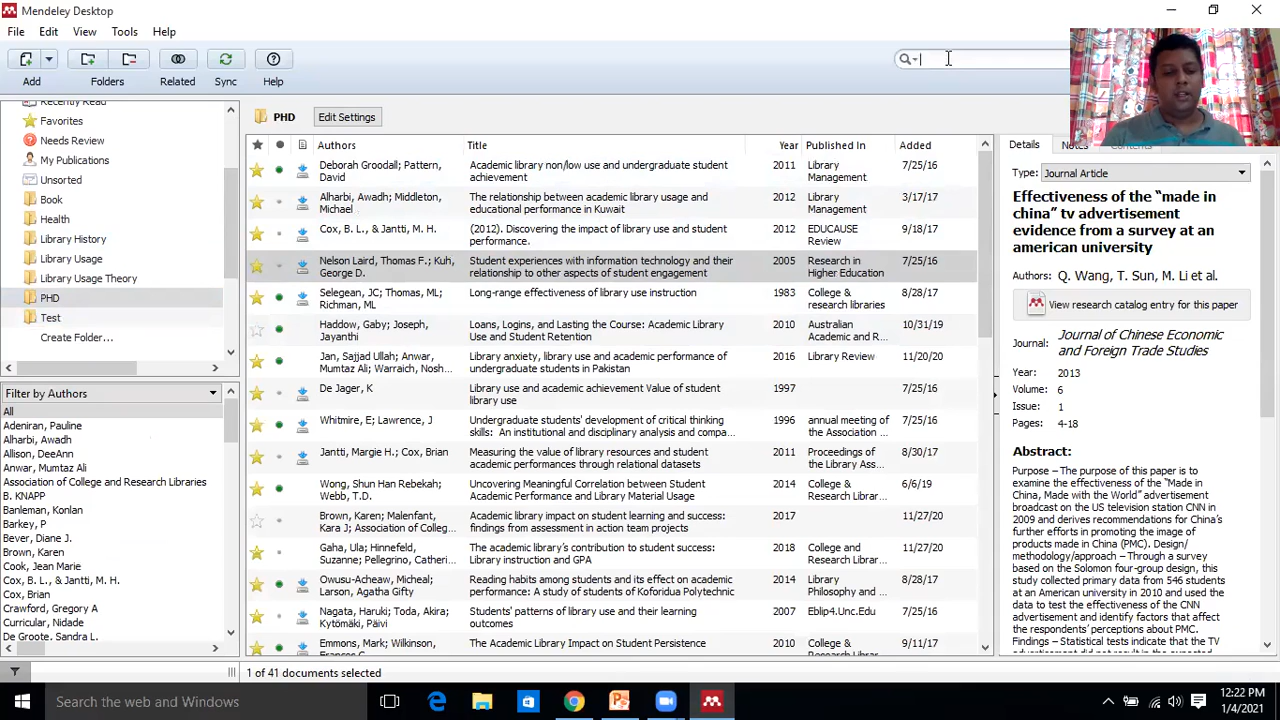 Mendeley Desktop
File Edit View Tools Help
Add Folders Related Sync Help
Recently Read
Favorites
Needs Review
My Publications
Unsorted
Book
Health
Library History
Library Usage
Library Usage Theory
PHD
Test
Create Folder...
Filter by Authors
All
Adeniran, Pauline
Alharbi, Awadh
Allison, DeeAnn
Anwar, Mumtaz Ali
Association of College and Research Libraries
B. KNAPP
Banleman, Konlan
Barkey, P
Bever, Diane J.
Brown, Karen
Cook, Jean Marie
Cox, B. L., & Jantti, M. H.
Cox, Brian
Crawford, Gregory A
Curricular, Nidade
De Groote, Sandra L.
PHD Edit Settings
Authors Title Year Published In Added
Deborah Goodall; Pattern, Academic library non/low use and undergraduate student 2011 Library 7/25/16
David achievement Management
Alharbi, Awadh; Middleton, The relationship between academic library usage and 2012 Library 3/17/17
Michael educational performance in Kuwait Management
Cox, B. L., & Jantti, M. H. (2012). Discovering the impact of library use and student 2012 EDUCAUSE 9/18/17
performance. Review
Nelson Laird, Thomas F.; Kuh, Student experiences with information technology and their 2005 Research in 7/25/16
George D. relationship to other aspects of student engagement Higher Education
Selegean, JC; Thomas, ML; Long-range effectiveness of library use instruction 1983 College & 8/28/17
Richman, ML research libraries
Haddow, Gaby; Joseph, Loans, Logins, and Lasting the Course: Academic Library 2010 Australian 10/31/19
Jayanthi Use and Student Retention Academic and R...
Jan, Sajjad Ullah; Anwar, Library anxiety, library use and academic performance of 2016 Library Review 11/20/20
Mumtaz Ali; Warraich, Nosh... undergraduate students in Pakistan
De Jager, K Library use and academic achievement Value of student 1997 7/25/16
library use
Whitmire, E; Lawrence, J Undergraduate students' development of critical thinking 1996 annual meeting of 7/25/16
skills: An institutional and disciplinary analysis and compa... the Association ...
Jantti, Margie H.; Cox, Brian Measuring the value of library resources and student 2011 Proceedings of 8/30/17
academic performances through relational datasets the Library Ass...
Wong, Shun Han Rebekah; Uncovering Meaningful Correlation between Student 2014 College & 6/6/19
Webb, T.D. Academic Performance and Library Material Usage Research Librar...
Brown, Karen; Malenfant, Academic library impact on student learning and success: 2017 11/27/20
Kara J; Association of Colleg... findings from assessment in action team projects
Gaha, Ula; Hinnefeld, The academic library's contribution to student success: 2018 College and 11/27/20
Suzanne; Pellegrino, Catheri... Library instruction and GPA Research Librar...
Owusu-Acheaw, Micheal; Reading habits among students and its effect on academic 2014 Library 8/28/17
Larson, Agatha Gifty performance: A study of students of Koforidua Polytechnic Philosophy and ...
Nagata, Haruki; Toda, Akira; Students' patterns of library use and their learning 2007 Eblip4.Unc.Edu 7/25/16
Kytömäki, Päivi outcomes
Emmons, Mark; Wilkinson, The Academic Library Impact on Student Persistence 2010 College & 9/11/17
1 of 41 documents selected
Details Notes Contents
Type: Journal Article
Effectiveness of the "made in
china" tv advertisement
evidence from a survey at an
american university
Authors: Q. Wang, T. Sun, M. Li et al.
View research catalog entry for this paper
Journal: Journal of Chinese Economic
and Foreign Trade Studies
Year: 2013
Volume: 6
Issue: 1
Pages: 4-18
Abstract:
Purpose – The purpose of this paper is to
examine the effectiveness of the "Made in
China, Made with the World" advertisement
broadcast on the US television station CNN
in 2009 and derives recommendations for China's
further efforts in promoting the image of
products made in China (PMC). Design/
methodology/approach – Through a survey
based on the Solomon four-group design, this
study collected primary data from 546 students
at an American university in 2010 and used the
data to test the effectiveness of the CNN
advertisement and identify factors that affect
the respondents' perceptions about PMC.
Findings – Statistical tests indicate that the TV
Search the web and Windows
12:22 PM
1/4/2021